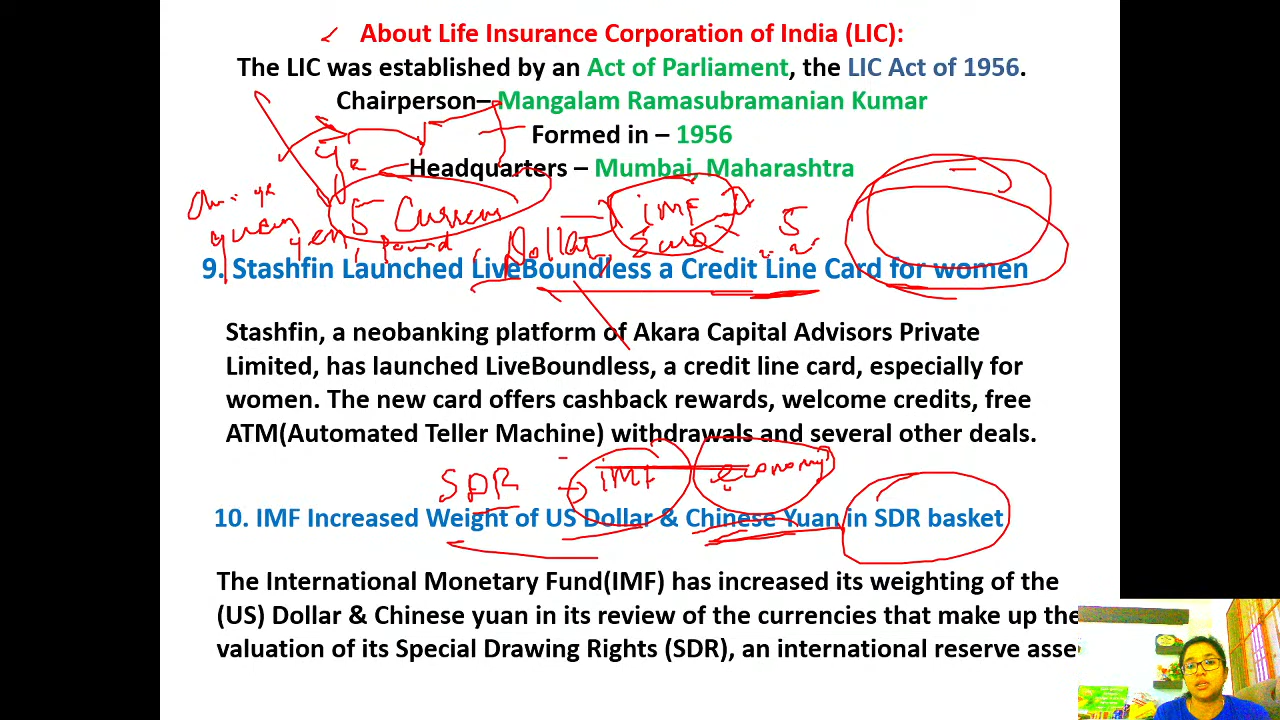 About Life Insurance Corporation of India (LIC):
The LIC was established by an Act of Parliament, the LIC Act of 1956.
Chairperson– Mangalam Ramasubramanian Kumar
Formed in – 1956
Headquarters – Mumbai, Maharashtra
5 IMF 5
yen, pound, Dollar, Euro
9. Stashfin Launched LiveBoundless a Credit Line Card for women
Stashfin, a neobanking platform of Akara Capital Advisors Private
Limited, has launched LiveBoundless, a credit line card, especially for
women. The new card offers cashback rewards, welcome credits, free
ATM(Automated Teller Machine) withdrawals and several other deals.
SDR → IMF economy
10. IMF Increased Weight of US Dollar & Chinese Yuan in SDR basket
The International Monetary Fund(IMF) has increased its weighting of the
(US) Dollar & Chinese yuan in its review of the currencies that make up the
valuation of its Special Drawing Rights (SDR), an international reserve asse